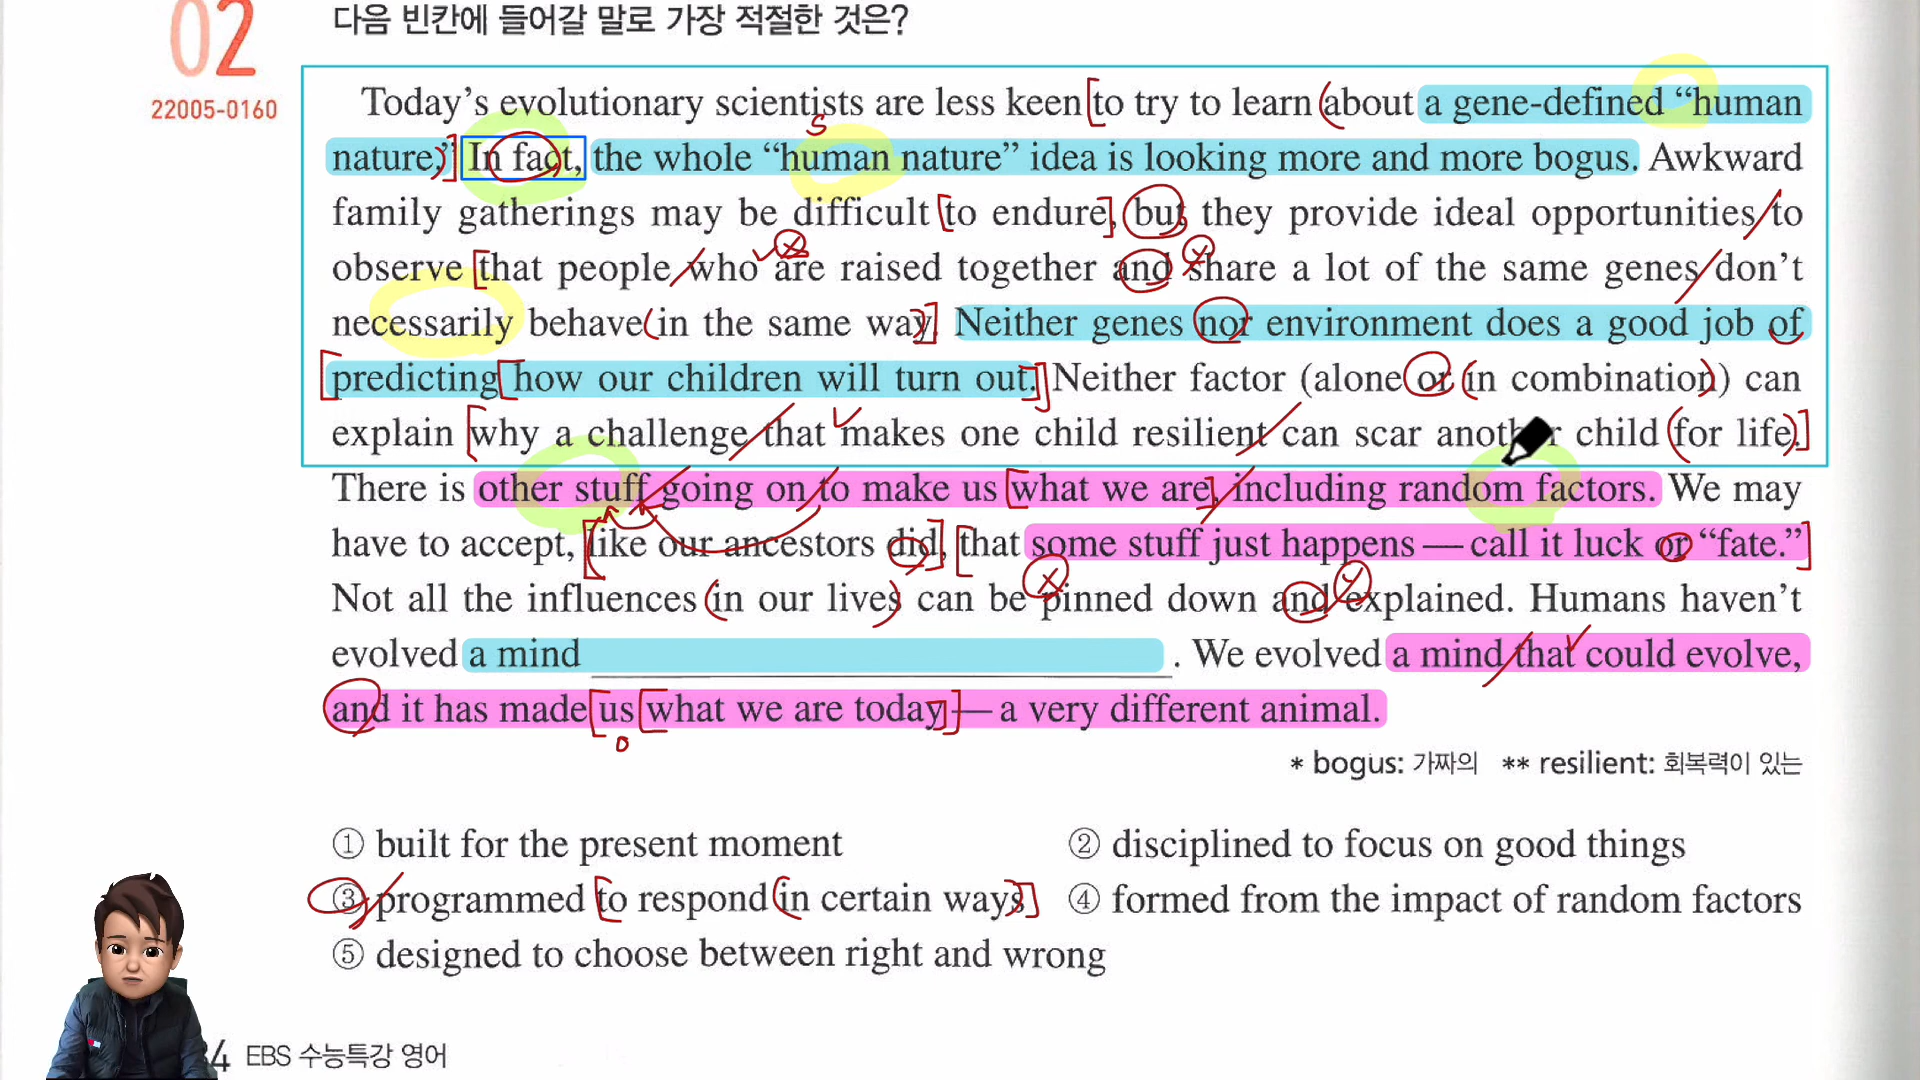 02
다음 빈칸에 들어갈 말로 가장 적절한 것은?
22005-0160
Today's evolutionary scientists are less keen to try to learn about a gene-defined “human
nature.” In fact, the whole “human nature” idea is looking more and more bogus. Awkward
family gatherings may be difficult to endure, but they provide ideal opportunities to
observe that people who are raised together and share a lot of the same genes don't
necessarily behave in the same way. Neither genes nor environment does a good job of
predicting how our children will turn out. Neither factor (alone or in combination) can
explain why a challenge that makes one child resilient can scar another child for life.
There is other stuff going on to make us what we are, including random factors. We may
have to accept, like our ancestors did, that some stuff just happens — call it luck or “fate.”
Not all the influences in our lives can be pinned down and explained. Humans haven't
evolved a mind ________. We evolved a mind that could evolve,
and it has made us what we are today — a very different animal.
* bogus: 가짜의 ** resilient: 회복력이 있는
① built for the present moment
② disciplined to focus on good things
③ programmed to respond in certain ways
④ formed from the impact of random factors
⑤ designed to choose between right and wrong
4 EBS 수능특강 영어